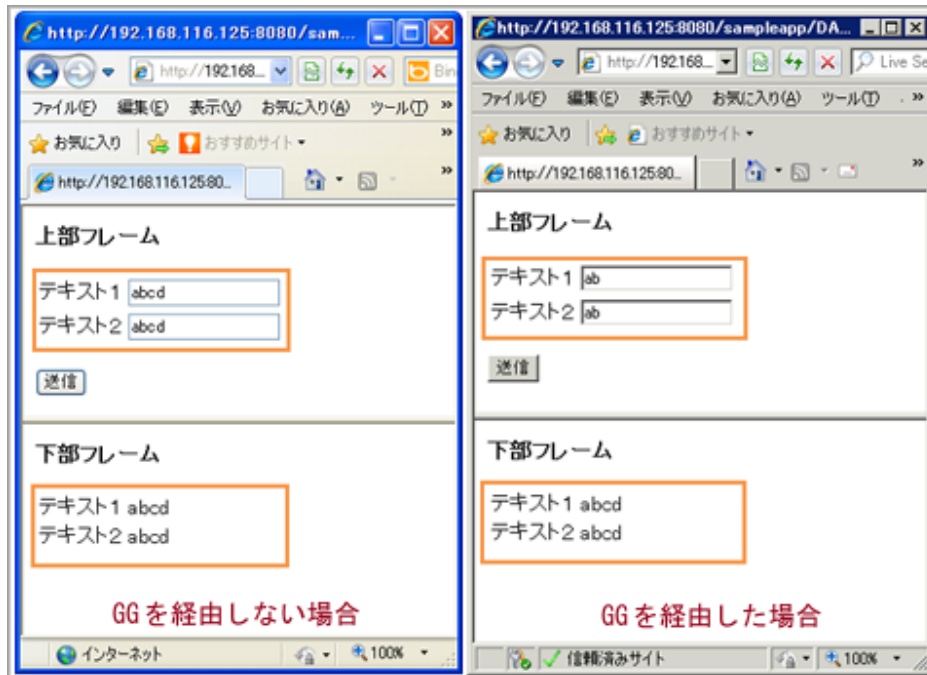 http://192.168.116.125:8080/sam...
http://192.168...
Bin
ファイル(F) 編集(E) 表示(V) お気に入り(A) ツール(T) »
お気に入り おすすめサイト »
http://192.168.116.125:80... »
上部フレーム
テキスト1 abcd
テキスト2 abcd
送信
下部フレーム
テキスト1 abcd
テキスト2 abcd
GGを経由しない場合
インターネット 100%
http://192.168.116.125:8080/sampleapp/DA...
http://192.168... Live Se
ファイル(F) 編集(E) 表示(V) お気に入り(A) ツール(T) »
お気に入り おすすめサイト
http://192.168.116.125:80... »
上部フレーム
テキスト1 ab
テキスト2 ab
送信
下部フレーム
テキスト1 abcd
テキスト2 abcd
GGを経由した場合
信頼済みサイト 100%